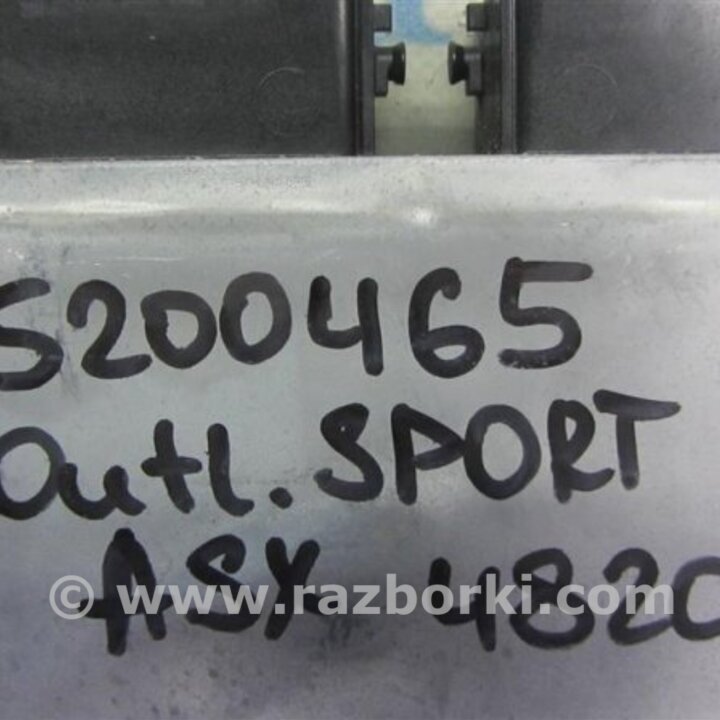 S200465
Outl. SPORT
ASX 4820
© www.razborki.com